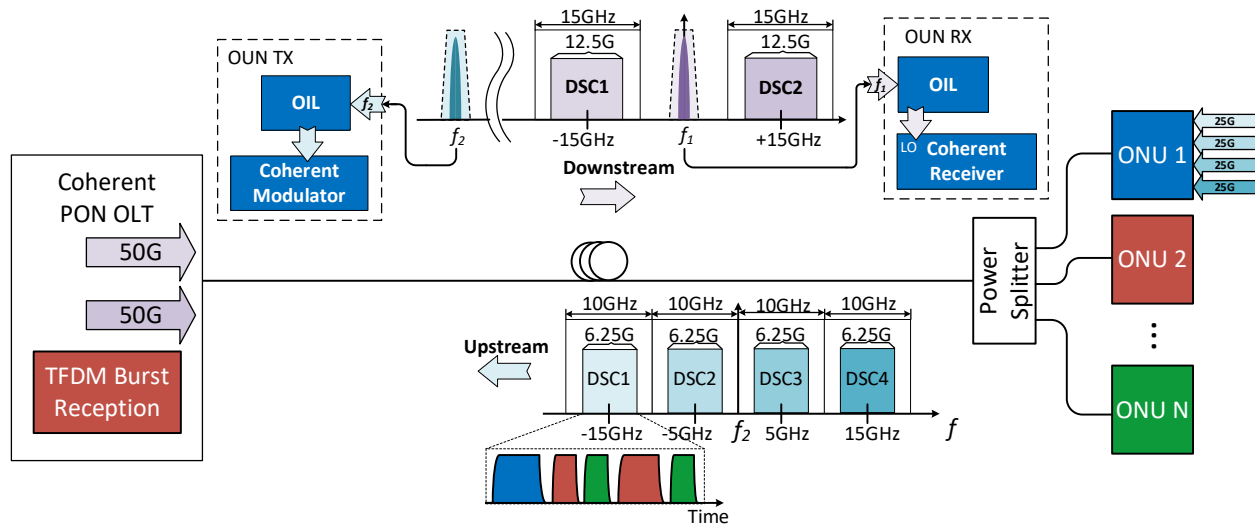 15GHz
15GHz
12.5G
12.5G
OUN TX
OUN RX
OIL
f2
DSC1
DSC2
f1
OIL
f2
-15GHz
f1
+15GHz
Coherent
Modulator
Downstream
LO
Coherent
Receiver
25G
25G
25G
25G
ONU 1
Coherent
PON OLT
50G
50G
TFDM Burst
Reception
Power
Splitter
ONU 2
ONU N
10GHz
10GHz
10GHz
10GHz
Upstream
6.25G
6.25G
6.25G
6.25G
DSC1
DSC2
DSC3
DSC4
-15GHz
-5GHz
f2
5GHz
15GHz
f
Time